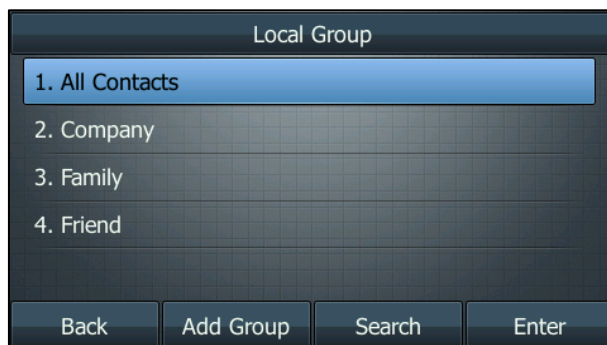 Local Group
1. All Contacts
2. Company
3. Family
4. Friend
Back Add Group Search Enter